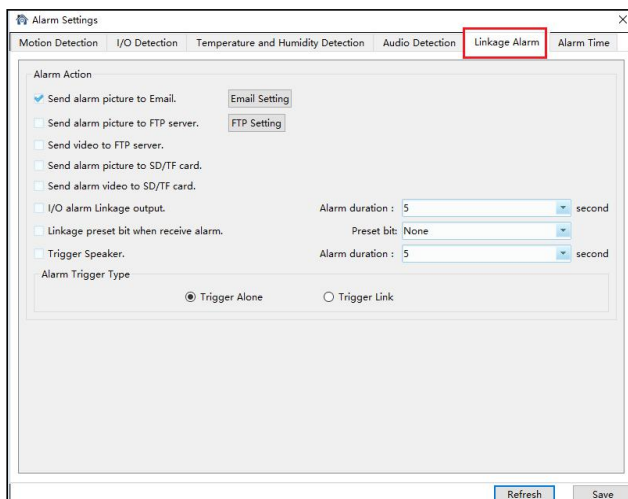 Alarm Settings
Motion Detection I/O Detection Temperature and Humidity Detection Audio Detection Linkage Alarm Alarm Time
Alarm Action
Send alarm picture to Email. Email Setting
Send alarm picture to FTP server. FTP Setting
Send video to FTP server.
Send alarm picture to SD/TF card.
Send alarm video to SD/TF card.
I/O alarm Linkage output. Alarm duration : 5 second
Linkage preset bit when receive alarm. Preset bit: None
Trigger Speaker. Alarm duration : 5 second
Alarm Trigger Type
Trigger Alone Trigger Link
Refresh Save